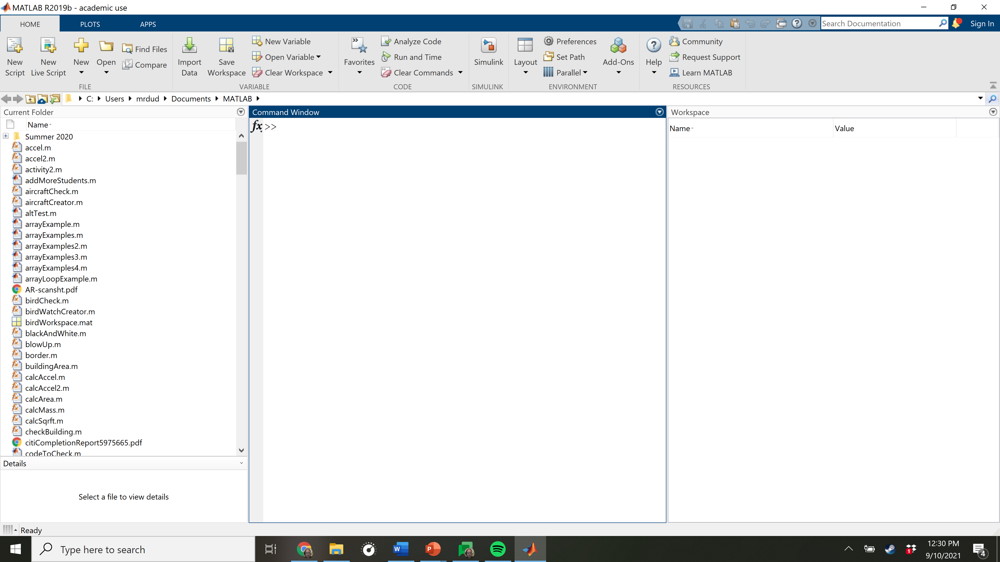 MATLAB R2019b - academic use
HOME PLOTS APPS Search Documentation Sign In
New Script
New Live Script
New
Open
Find Files
Compare
FILE
Import Data
Save Workspace
New Variable
Open Variable
Clear Workspace
VARIABLE
Favorites
Analyze Code
Run and Time
Clear Commands
CODE
Simulink
SIMULINK
Layout
Preferences
Set Path
Parallel
Add-Ons
ENVIRONMENT
Help
Community
Request Support
Learn MATLAB
RESOURCES
C: Users mrdud Documents MATLAB
Current Folder
Name
Summer 2020
accel.m
accel2.m
activity2.m
addMoreStudents.m
aircraftCheck.m
aircraftCreator.m
altTest.m
arrayExample.m
arrayExamples.m
arrayExamples2.m
arrayExamples3.m
arrayExamples4.m
arrayLoopExample.m
AR-scansht.pdf
birdCheck.m
birdWatchCreator.m
birdWorkspace.mat
blackAndWhite.m
blowUp.m
border.m
buildingArea.m
calcAccel.m
calcAccel2.m
calcArea.m
calcMass.m
calcSqrft.m
checkBuilding.m
citiCompletionReport5975665.pdf
codeToCheck.m
Details
Select a file to view details
Command Window
fx >>
Workspace
Name Value
Ready
Type here to search
W
P
1
12:30 PM
9/10/2021
4